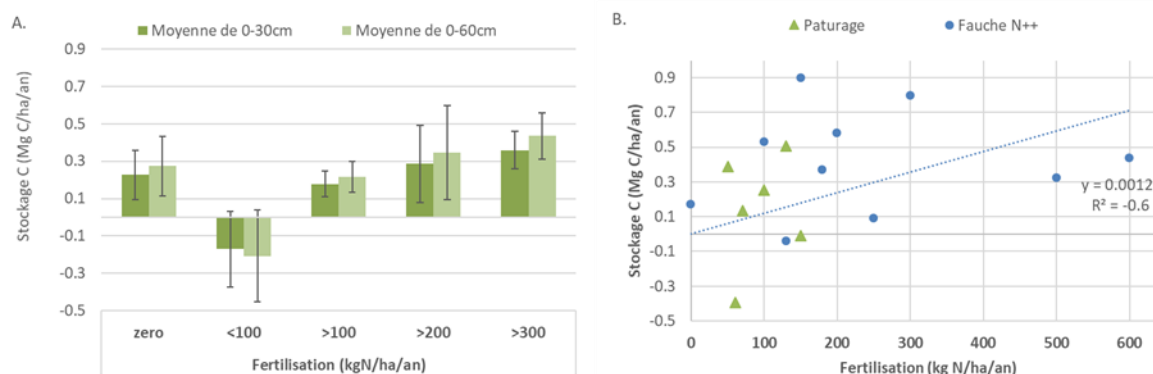 A.
Moyenne de 0-30cm Moyenne de 0-60cm
0.9
0.7
0.5
0.3
0.1
-0.1
-0.3
-0.5
Stockage C (Mg C/ha/an)
zero <100 >100 >200 >300
Fertilisation (kgN/ha/an)
B.
Paturage Fauche N++
0.9
0.7
0.5
0.3
0.1
-0.1
-0.3
-0.5
Stockage C (Mg C/ha/an)
y = 0.0012
R² = -0.6
0 100 200 300 400 500 600
Fertilisation (kg N/ha/an)